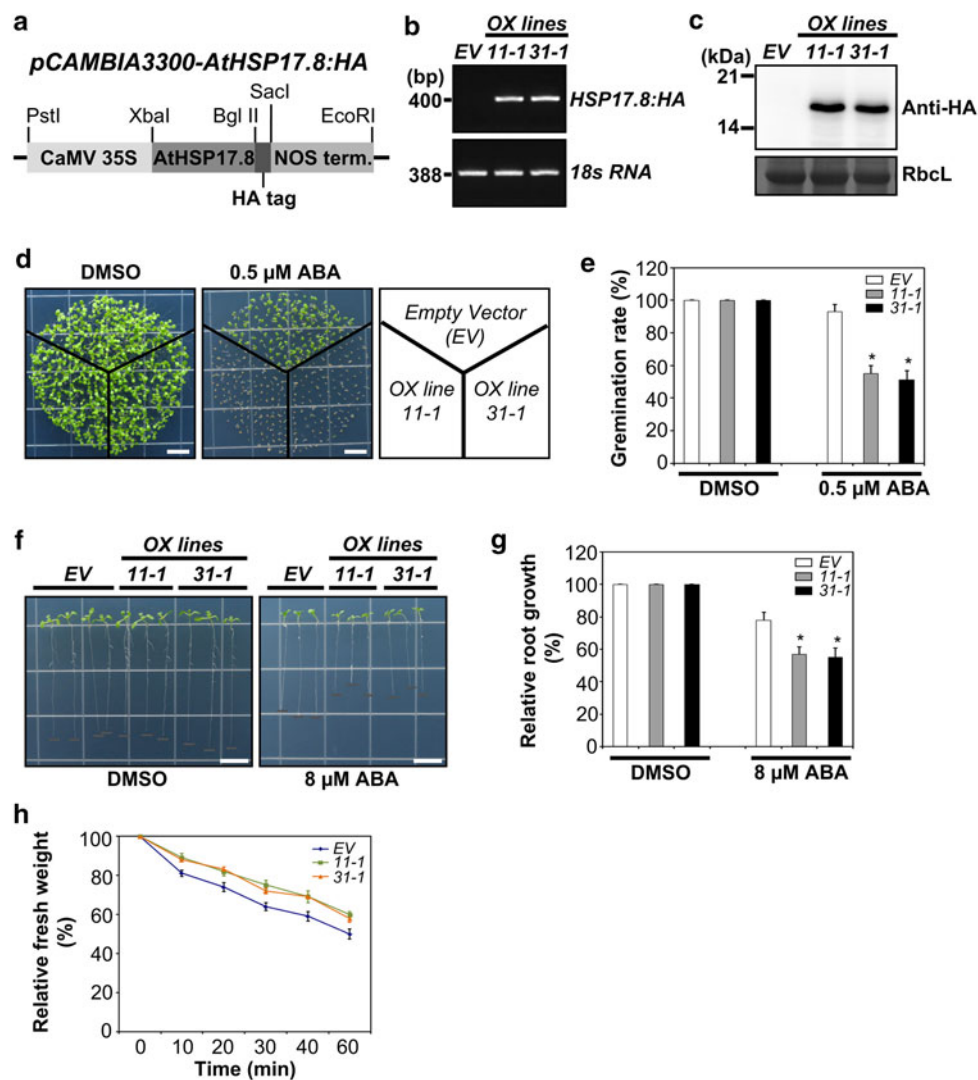 a
pCAMBIA3300-AtHSP17.8:HA
SacI
PstI XbaI Bgl II EcoRI
CaMV 35S AtHSP17.8 NOS term.
HA tag
b
OX lines
EV 11-1 31-1
(bp)
400 HSP17.8:HA
388 18s RNA
c
OX lines
EV 11-1 31-1
(kDa)
21
Anti-HA
14
RbcL
d
DMSO 0.5 µM ABA
Empty Vector
(EV)
OX line
11-1
OX line
31-1
e
Gremination rate (%)
120
100
80
60
40
20
0
EV
11-1
31-1
* *
DMSO 0.5 µM ABA
f
OX lines OX lines
EV 11-1 31-1 EV 11-1 31-1
DMSO 8 µM ABA
g
Relative root growth
(%)
120
100
80
60
40
20
0
EV
11-1
31-1
* *
DMSO 8 µM ABA
h
Relative fresh weight
(%)
100
80
60
40
20
0
EV
11-1
31-1
0 10 20 30 40 60
Time (min)